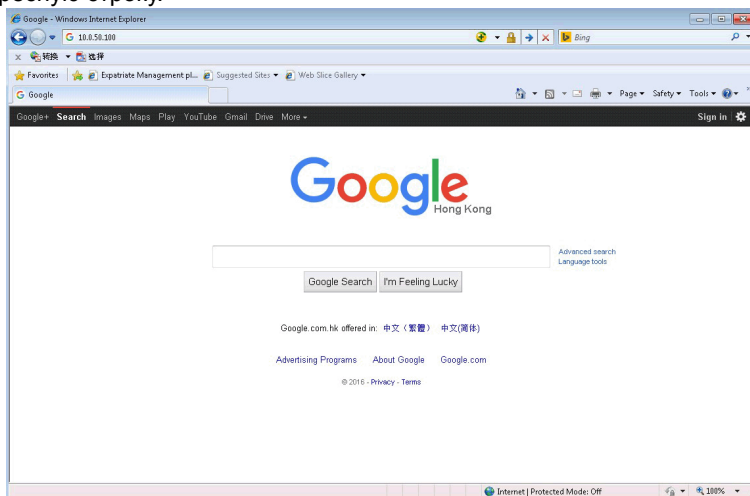 ресную строку.
Google - Windows Internet Explorer
G 10.0.50.100
Bing
x 转换 选择
Favorites Expatriate Management pl... Suggested Sites Web Slice Gallery
G Google
Page Safety Tools
Google+ Search Images Maps Play YouTube Gmail Drive More
Sign in
Google
Hong Kong
Advanced search
Language tools
Google Search I'm Feeling Lucky
Google.com.hk offered in: 中文（繁體） 中文(简体)
Advertising Programs About Google Google.com
© 2016 - Privacy - Terms
Internet | Protected Mode: Off
100%